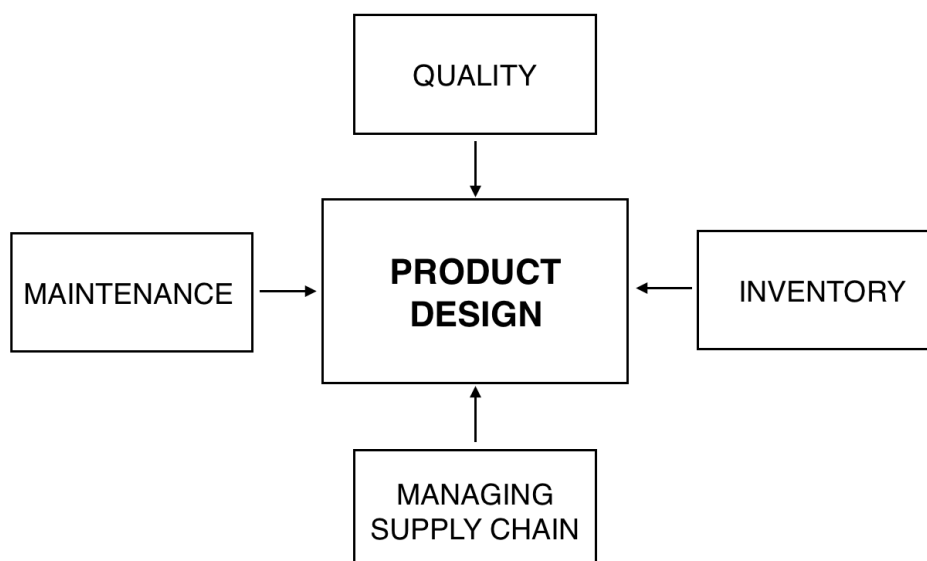 QUALITY
MAINTENANCE
PRODUCT
DESIGN
INVENTORY
MANAGING
SUPPLY CHAIN